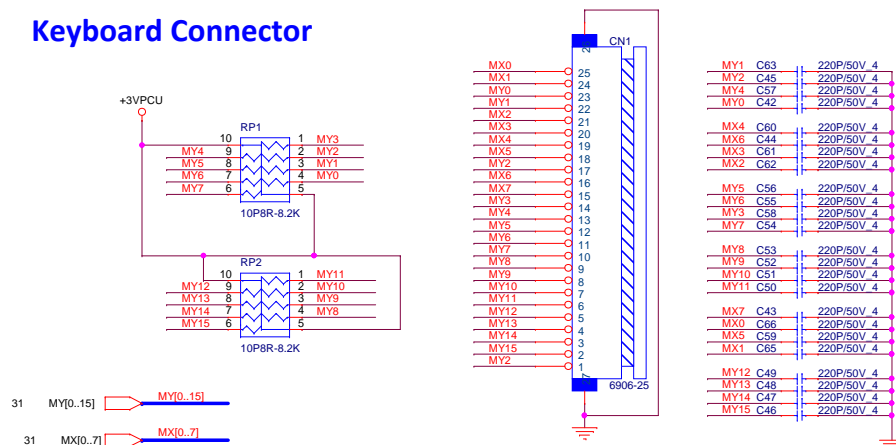 Keyboard Connector
+3VPCU
RP1
10 1 MY3
MY4 9 2 MY2
MY5 8 3 MY1
MY6 7 4 MY0
MY7 6 5
10P8R-8.2K
RP2
10 1 MY11
MY12 9 2 MY10
MY13 8 3 MY9
MY14 7 4 MY8
MY15 6 5
10P8R-8.2K
31 MY[0..15] MY[0..15]
31 MX[0..7] MX[0..7]
CN1
MX0 25
MX1 24
MY0 23
MY1 22
MX2 21
MX3 20
MX4 19
MX5 18
MY2 17
MX6 16
MX7 15
MY3 14
MY4 13
MY5 12
MY6 11
MY7 10
MY8 9
MY9 8
MY10 7
MY11 6
MY12 5
MY13 4
MY14 3
MY15 2
MY2 1
6906-25
MY1 C63 220P/50V_4
MY2 C45 220P/50V_4
MY4 C57 220P/50V_4
MY0 C42 220P/50V_4
MX4 C60 220P/50V_4
MX6 C44 220P/50V_4
MX3 C61 220P/50V_4
MX2 C62 220P/50V_4
MY5 C56 220P/50V_4
MY6 C55 220P/50V_4
MY3 C58 220P/50V_4
MY7 C54 220P/50V_4
MY8 C53 220P/50V_4
MY9 C52 220P/50V_4
MY10 C51 220P/50V_4
MY11 C50 220P/50V_4
MX7 C43 220P/50V_4
MX0 C66 220P/50V_4
MX5 C59 220P/50V_4
MX1 C65 220P/50V_4
MY12 C49 220P/50V_4
MY13 C48 220P/50V_4
MY14 C47 220P/50V_4
MY15 C46 220P/50V_4